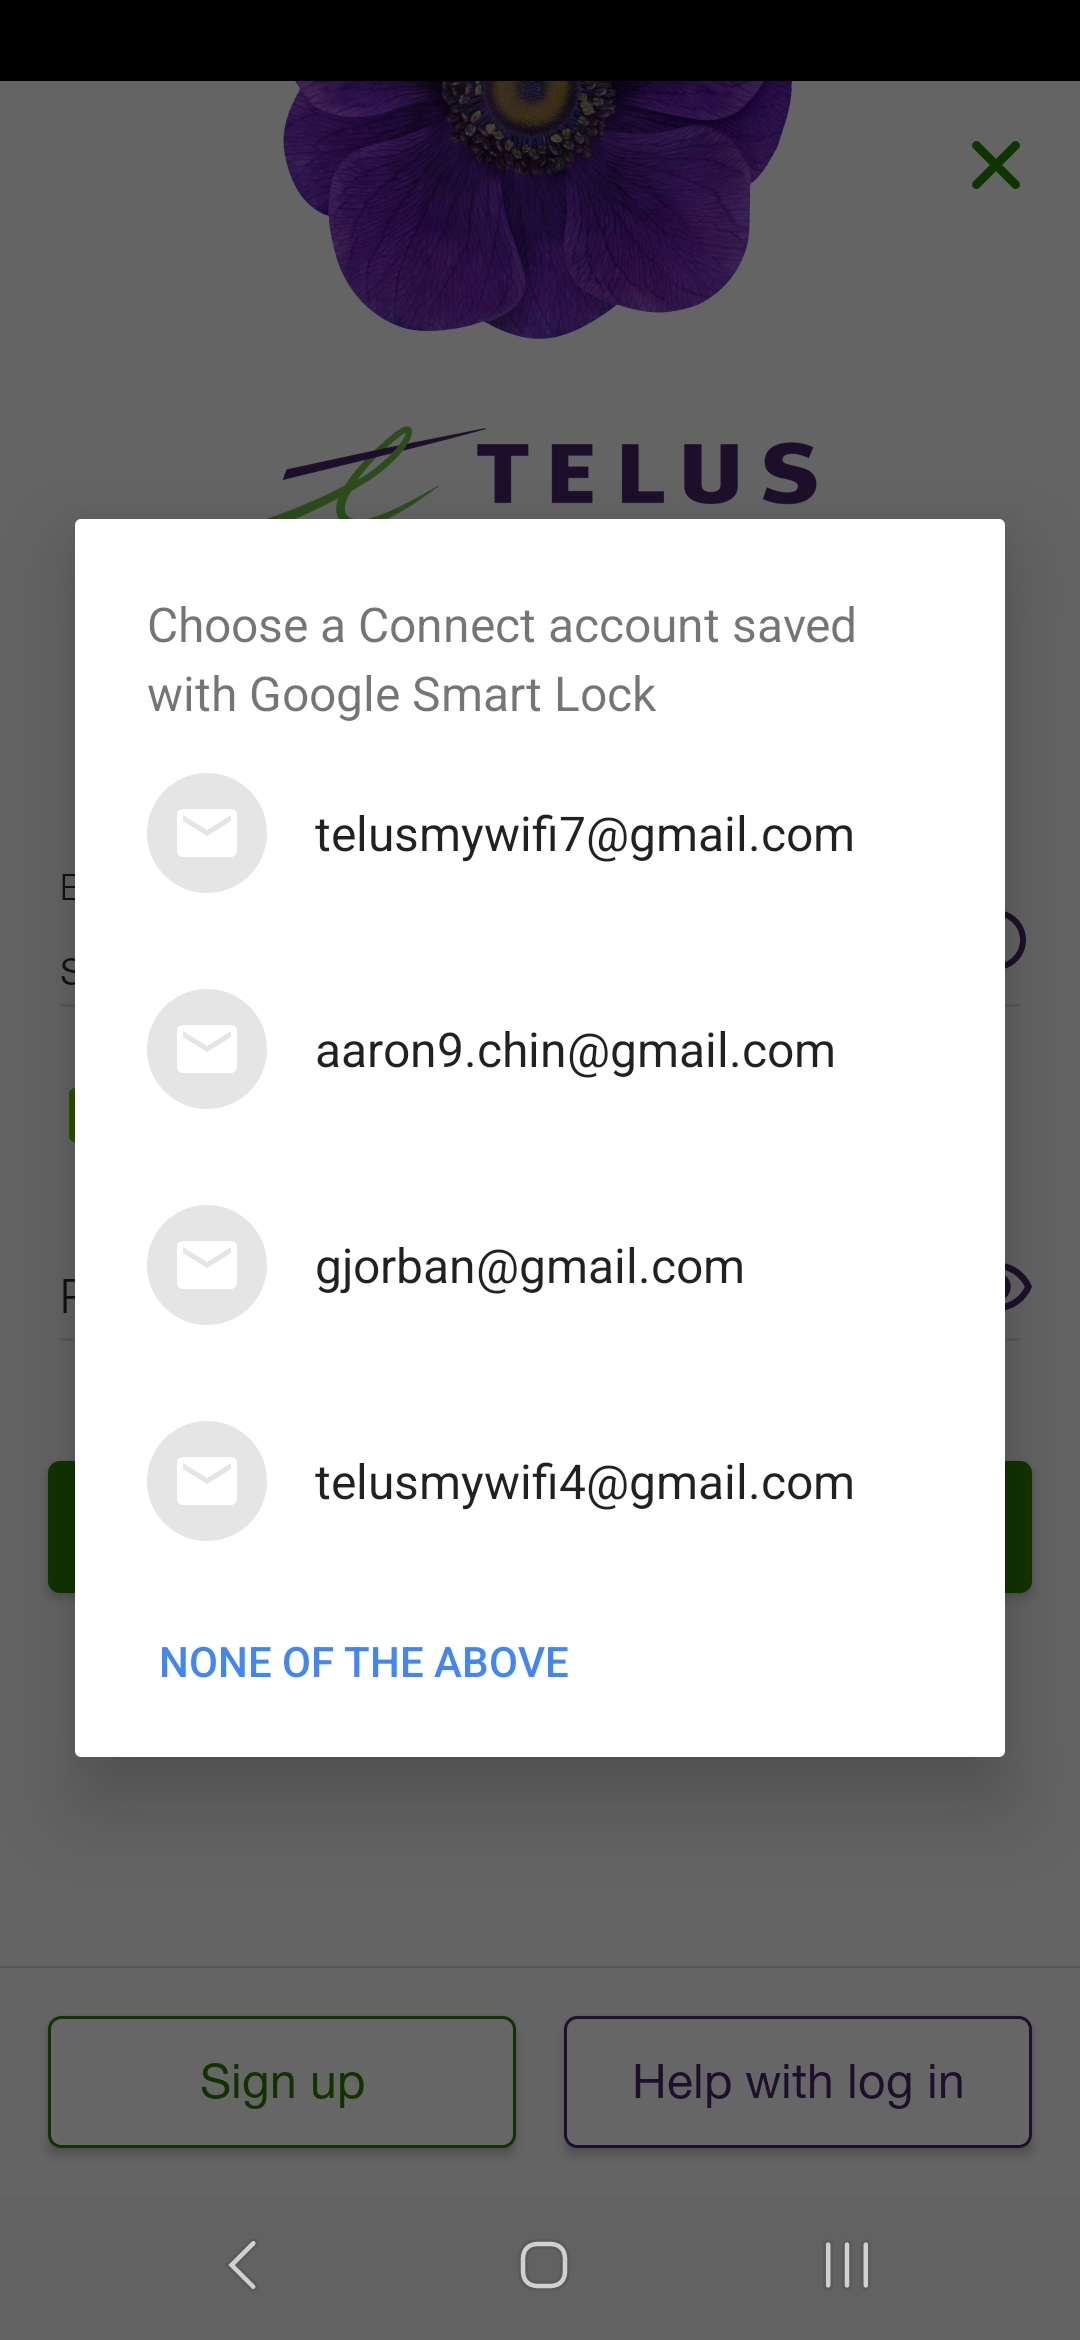 TELUS
Choose a Connect account saved
with Google Smart Lock
telusmywifi7@gmail.com
aaron9.chin@gmail.com
gjorban@gmail.com
telusmywifi4@gmail.com
NONE OF THE ABOVE
Sign up
Help with log in